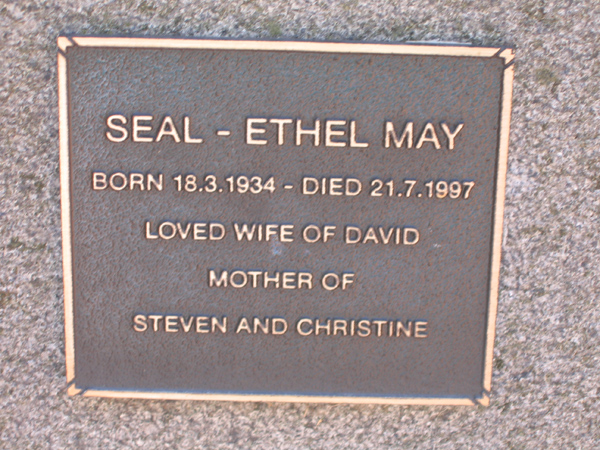 SEAL - ETHEL MAY
BORN 18.3.1934 - DIED 21.7.1997
LOVED WIFE OF DAVID
MOTHER OF
STEVEN AND CHRISTINE